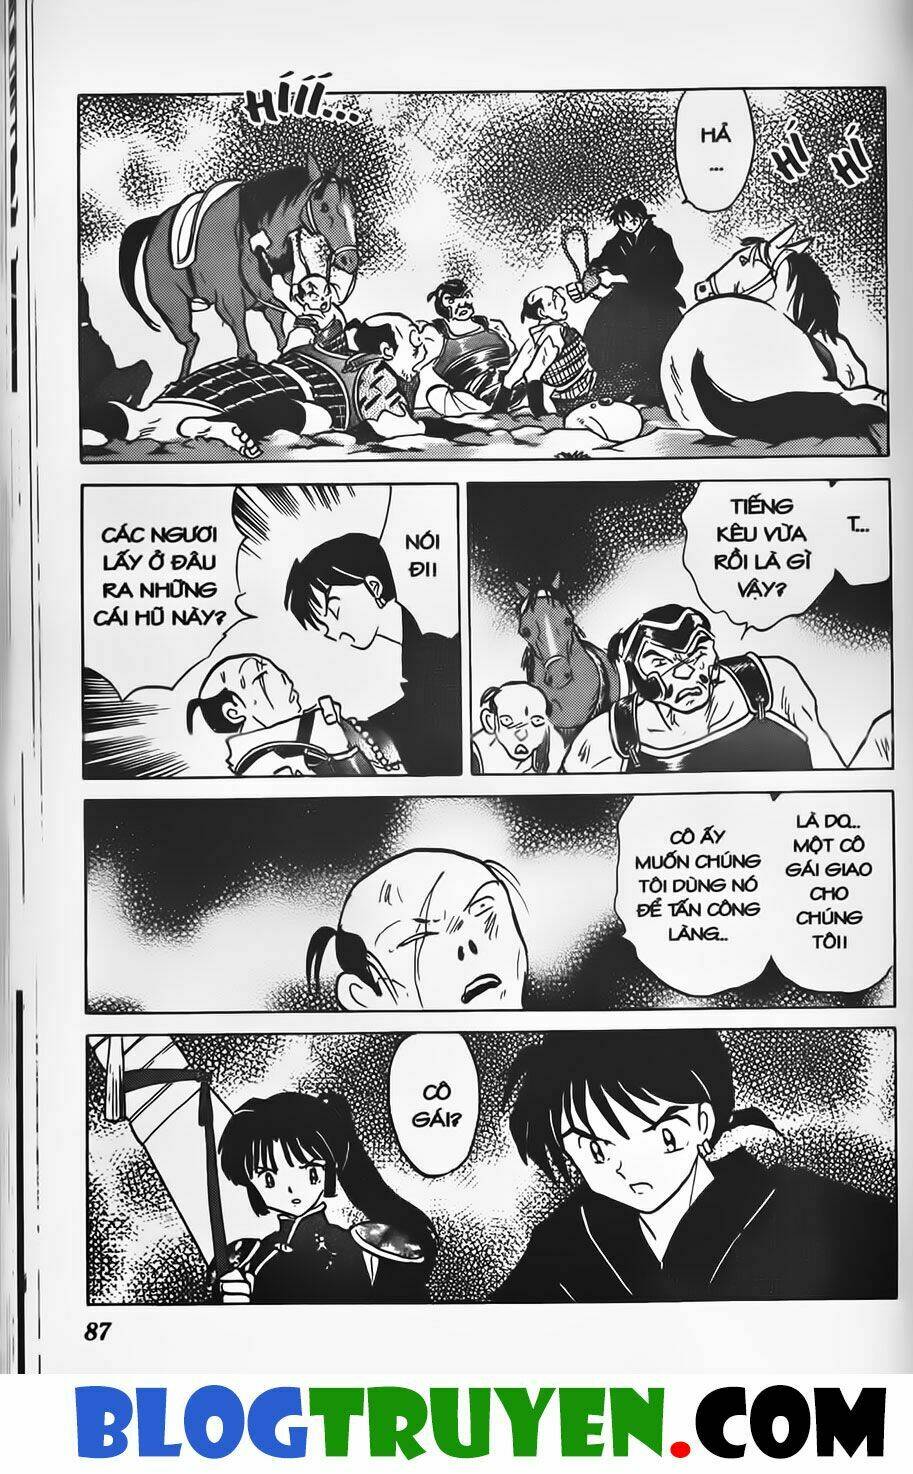 HẢ
...
HÍ
HÍ
HÍÍÍ...
T...
TIẾNG
KÊU VỪA
RỒI LÀ GÌ
VẬY?
NÓI
ĐI!
CÁC NGƯƠI
LẤY Ở ĐÂU
RA NHỮNG
CÁI HŨ NÀY?
LÀ DO...
MỘT CÔ
GÁI GIAO
CHO
CHÚNG
TÔI!
CÔ ẤY
MUỐN CHÚNG
TÔI DÙNG NÓ
ĐỂ TẤN CÔNG
LÀNG...
CÔ
GÁI?
87
BLOGTRUYEN.COM